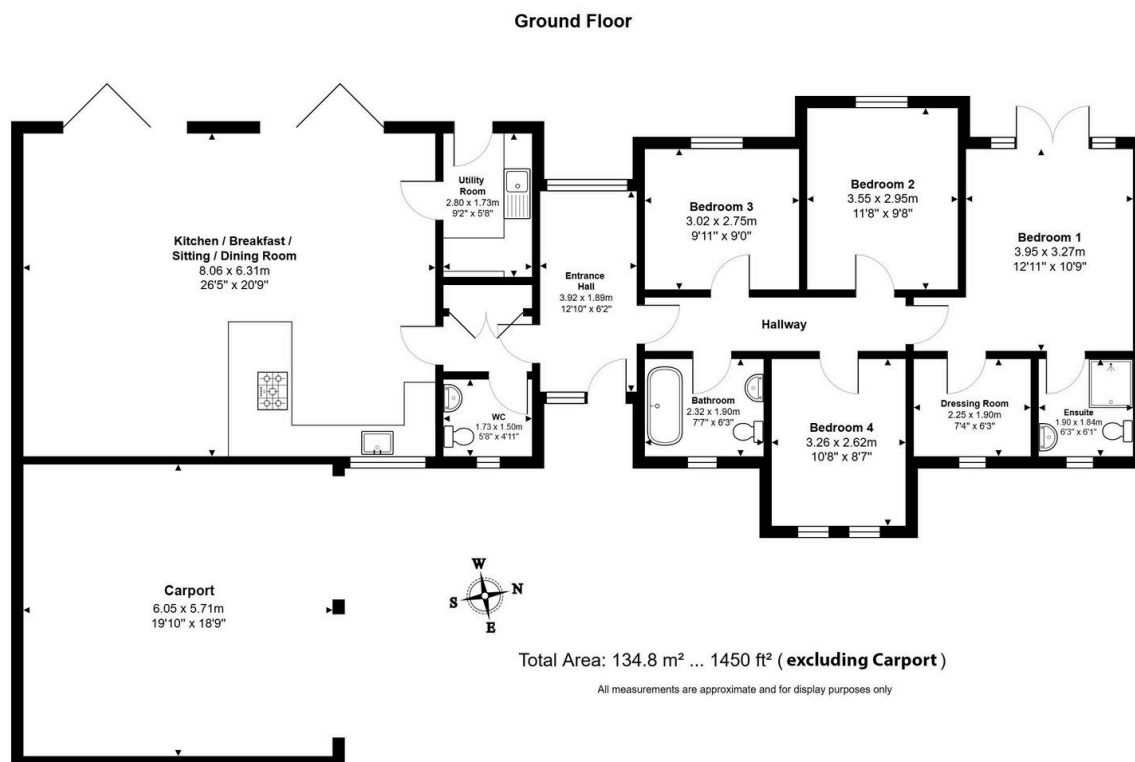 Ground Floor
Kitchen / Breakfast /
Sitting / Dining Room
8.06 x 6.31m
26'5" x 20'9"
Utility
Room
2.80 x 1.73m
9'2" x 5'8"
Entrance
Hall
3.92 x 1.89m
12'10" x 6'2"
Bedroom 3
3.02 x 2.75m
9'11" x 9'0"
Bedroom 2
3.55 x 2.95m
11'8" x 9'8"
Bedroom 1
3.95 x 3.27m
12'11" x 10'9"
Hallway
WC
1.73 x 1.50m
5'8" x 4'11"
Bathroom
2.32 x 1.90m
7'7" x 6'3"
Bedroom 4
3.26 x 2.62m
10'8" x 8'7"
Dressing Room
2.25 x 1.90m
7'4" x 6'3"
Ensuite
1.90 x 1.84m
6'3" x 6'1"
Carport
6.05 x 5.71m
19'10" x 18'9"
W
N
S
E
Total Area: 134.8 m² ... 1450 ft² ( excluding Carport )
All measurements are approximate and for display purposes only